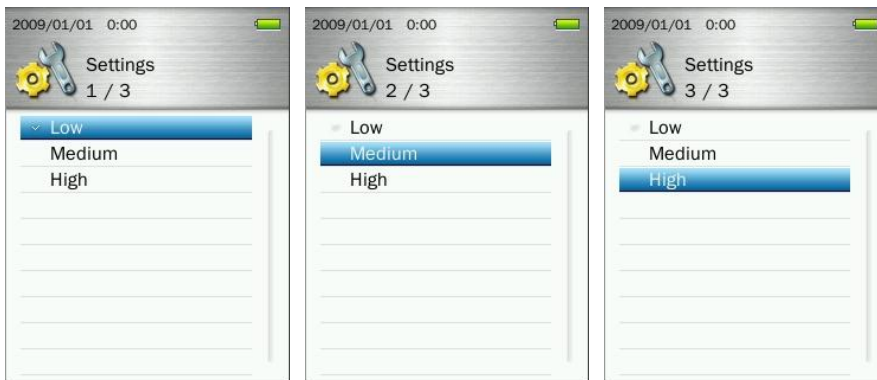 2009/01/01 0:00
Settings
1 / 3
Low
Medium
High
2009/01/01 0:00
Settings
2 / 3
Low
Medium
High
2009/01/01 0:00
Settings
3 / 3
Low
Medium
High